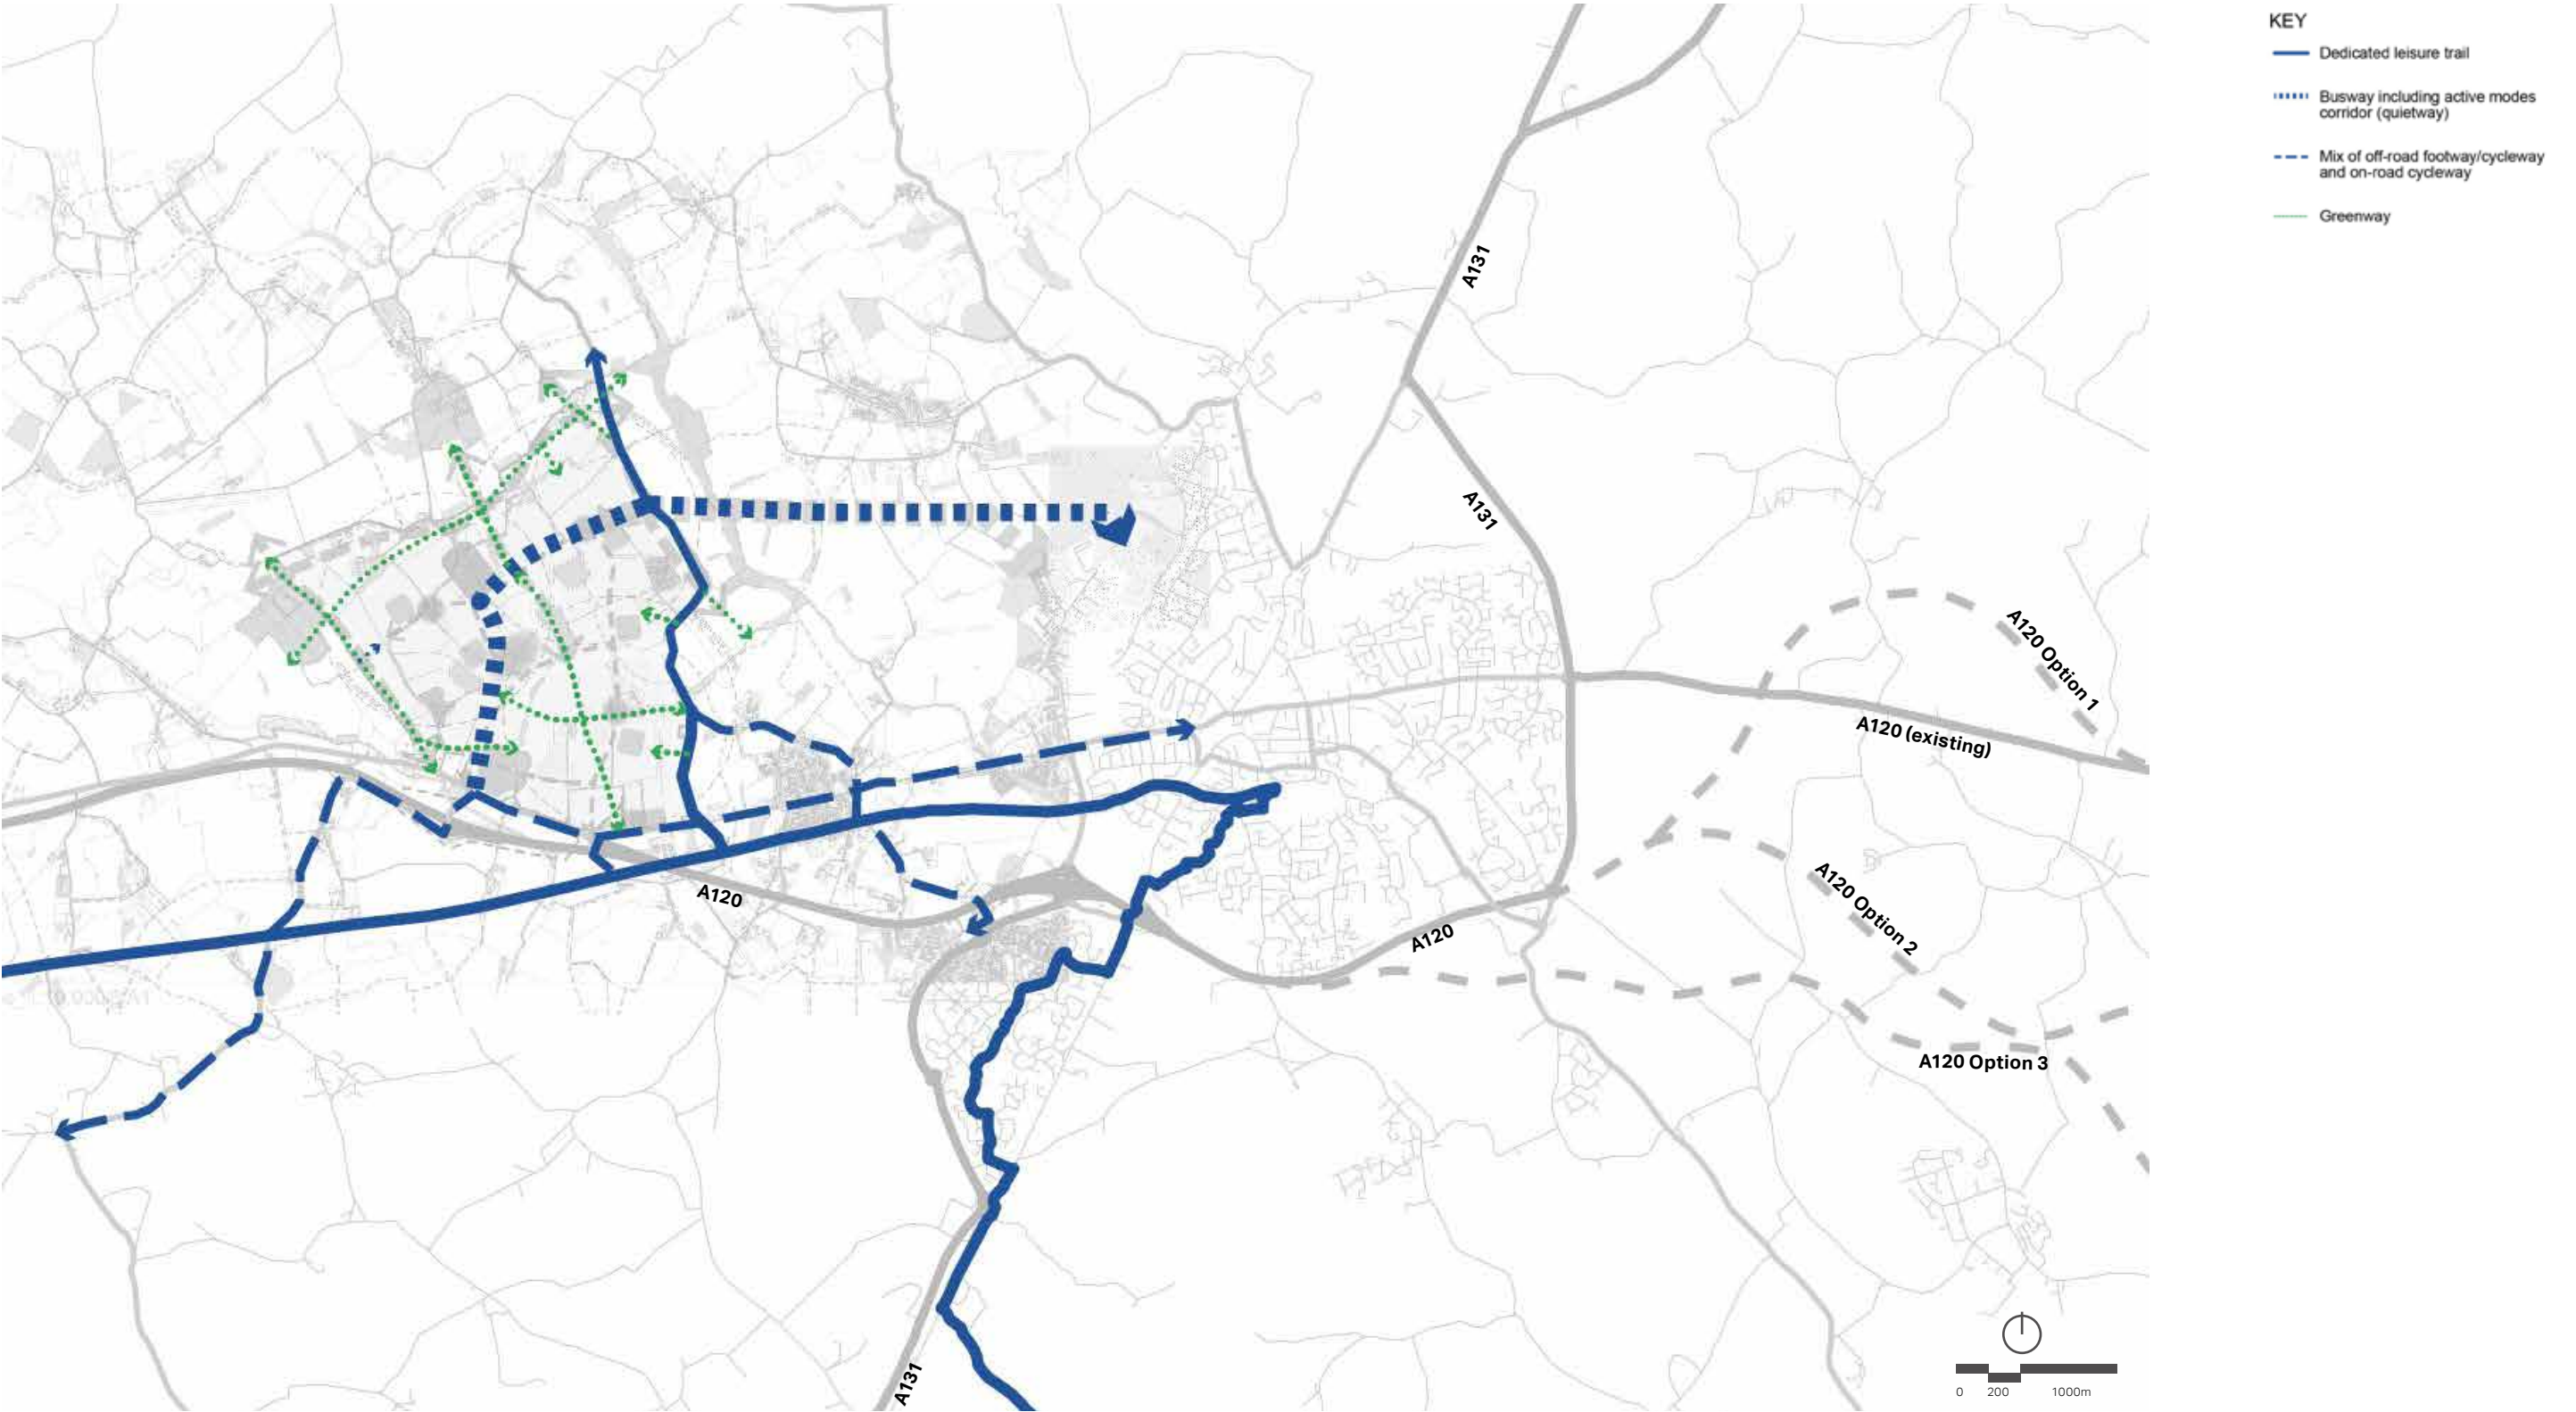 KEY
Dedicated leisure trail
Busway including active modes
corridor (quietway)
Mix of off-road footway/cycleway
and on-road cycleway
Greenway
A131
A131
A120 Option 1
A120 (existing)
A120 Option 2
A120
A120
A120 Option 3
A131
0 200 1000m